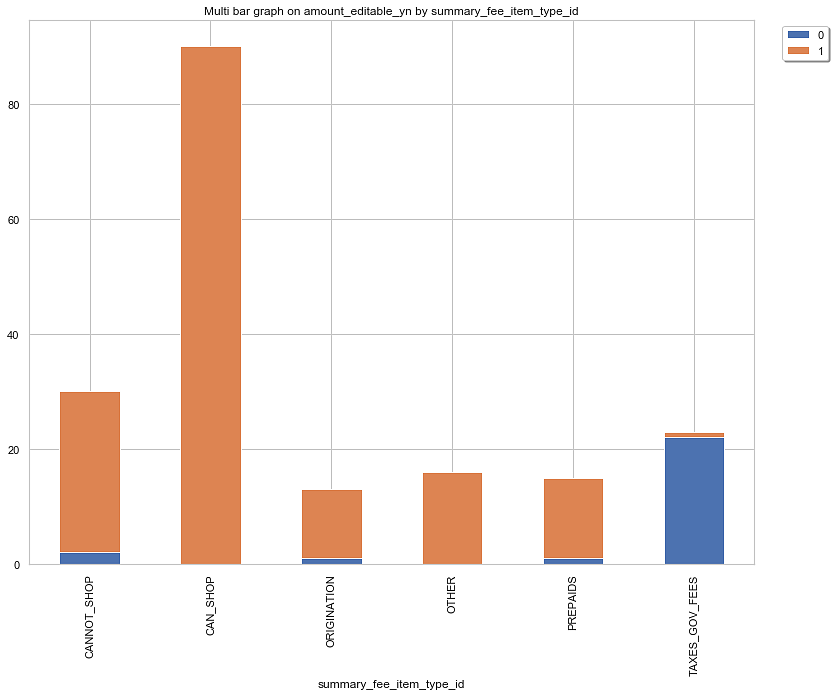 Multi bar graph on amount_editable_yn by summary_fee_item_type_id
0
1
80
60
40
20
0
CANNOT_SHOP
CAN_SHOP
ORIGINATION
OTHER
PREPAIDS
TAXES_GOV_FEES
summary_fee_item_type_id